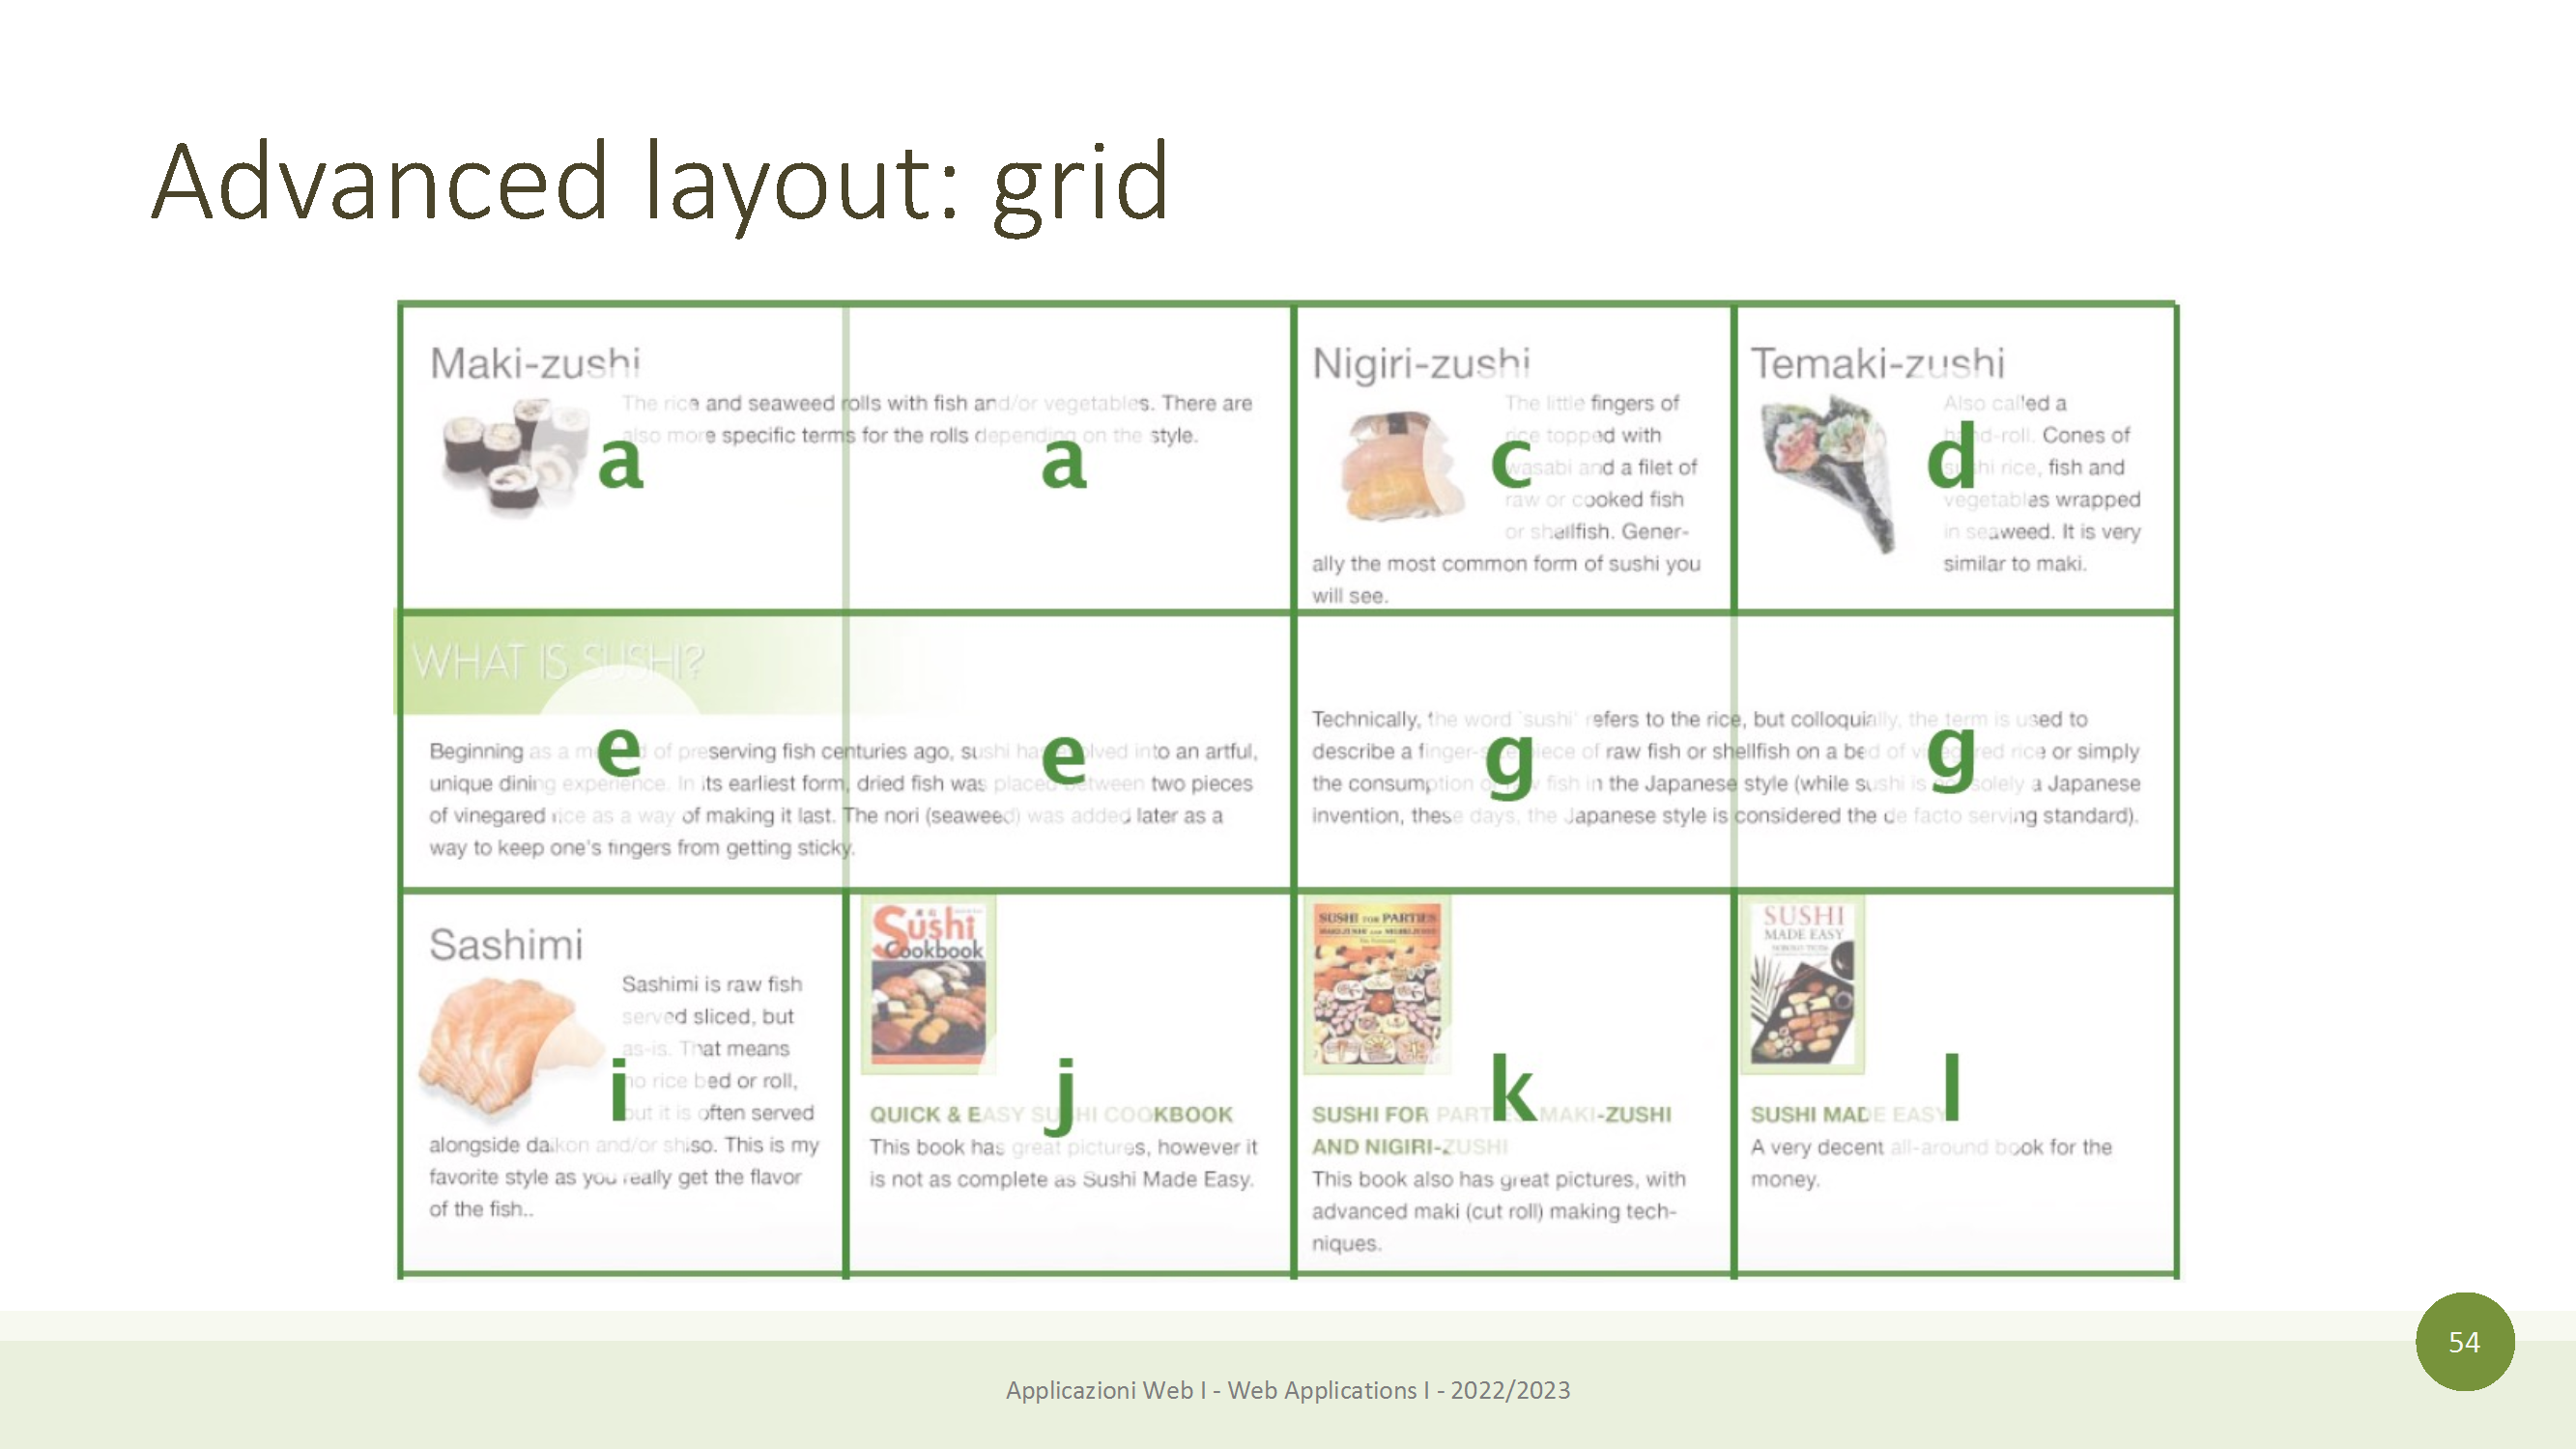 Advanced layout: grid
Maki-zushi
The rice and seaweed rolls with fish and/or vegetables. There are
also more specific terms for the rolls depending on the style.
a
a
Nigiri-zushi
The little fingers of
rice topped with
wasabi and a filet of
raw or cooked fish
or shellfish. Gener-
ally the most common form of sushi you
will see.
c
Temaki-zushi
Also called a
hand-roll. Cones of
sushi rice, fish and
vegetables wrapped
in seaweed. It is very
similar to maki.
d
WHAT IS SUSHI?
Beginning as a method of preserving fish centuries ago, sushi has evolved into an artful,
unique dining experience. In its earliest form, dried fish was placed between two pieces
of vinegared rice as a way of making it last. The nori (seaweed) was added later as a
way to keep one's fingers from getting sticky.
e
e
Technically, the word 'sushi' refers to the rice, but colloquially, the term is used to
describe a finger-size piece of raw fish or shellfish on a bed of vinegared rice or simply
the consumption of raw fish in the Japanese style (while sushi is not solely a Japanese
invention, these days, the Japanese style is considered the de facto serving standard).
g
g
Sashimi
Sashimi is raw fish
served sliced, but
as-is. That means
no rice bed or roll,
but it is often served
alongside daikon and/or shiso. This is my
favorite style as you really get the flavor
of the fish..
i
Sushi
Cookbook
QUICK & EASY SUSHI COOKBOOK
This book has great pictures, however it
is not as complete as Sushi Made Easy.
j
SUSHI FOR PARTIES
MAKI-ZUSHI AND NIGIRI-ZUSHI
SUSHI FOR PARTIES: MAKI-ZUSHI
AND NIGIRI-ZUSHI
This book also has great pictures, with
advanced maki (cut roll) making tech-
niques.
k
SUSHI
MADE EASY
SUSHI MADE EASY
A very decent all-around book for the
money.
l
54
Applicazioni Web I - Web Applications I - 2022/2023